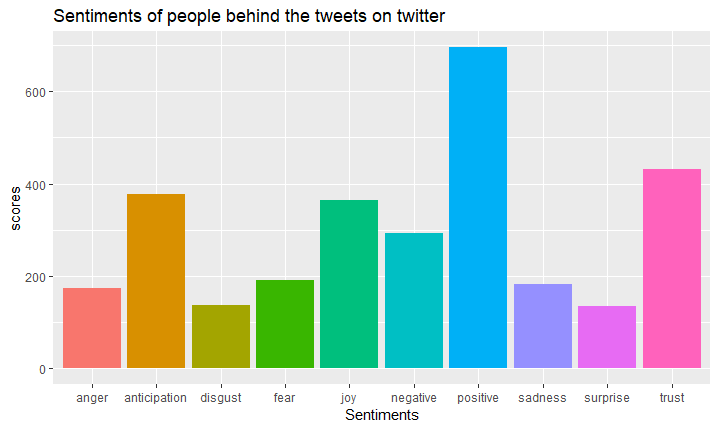 Sentiments of people behind the tweets on twitter
scores
600
400
200
0
anger anticipation disgust fear joy negative positive sadness surprise trust
Sentiments